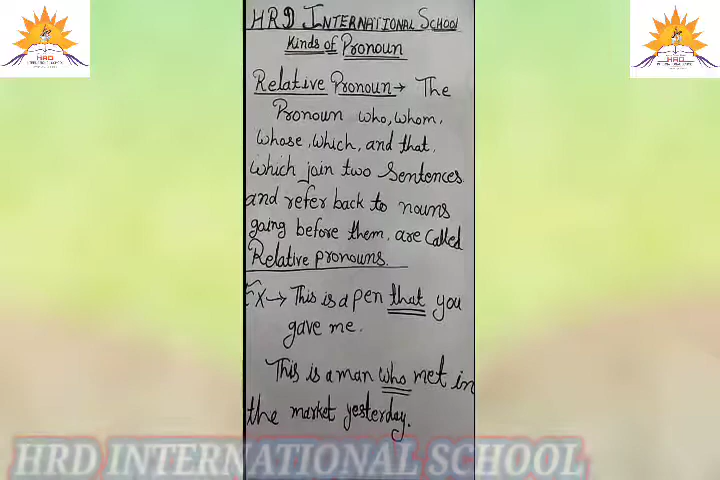 HRD INTERNATIONAL SCHOOL
Kinds of Pronoun
Relative Pronoun → The
Pronoun who, whom,
whose, which, and that,
which join two Sentences
and refer back to nouns
going before them, are called
Relative pronouns.
EX → This is a pen that you
gave me.
This is a man who met in
the market yesterday.
HRD INTERNATIONAL SCHOOL
HRD
HRD